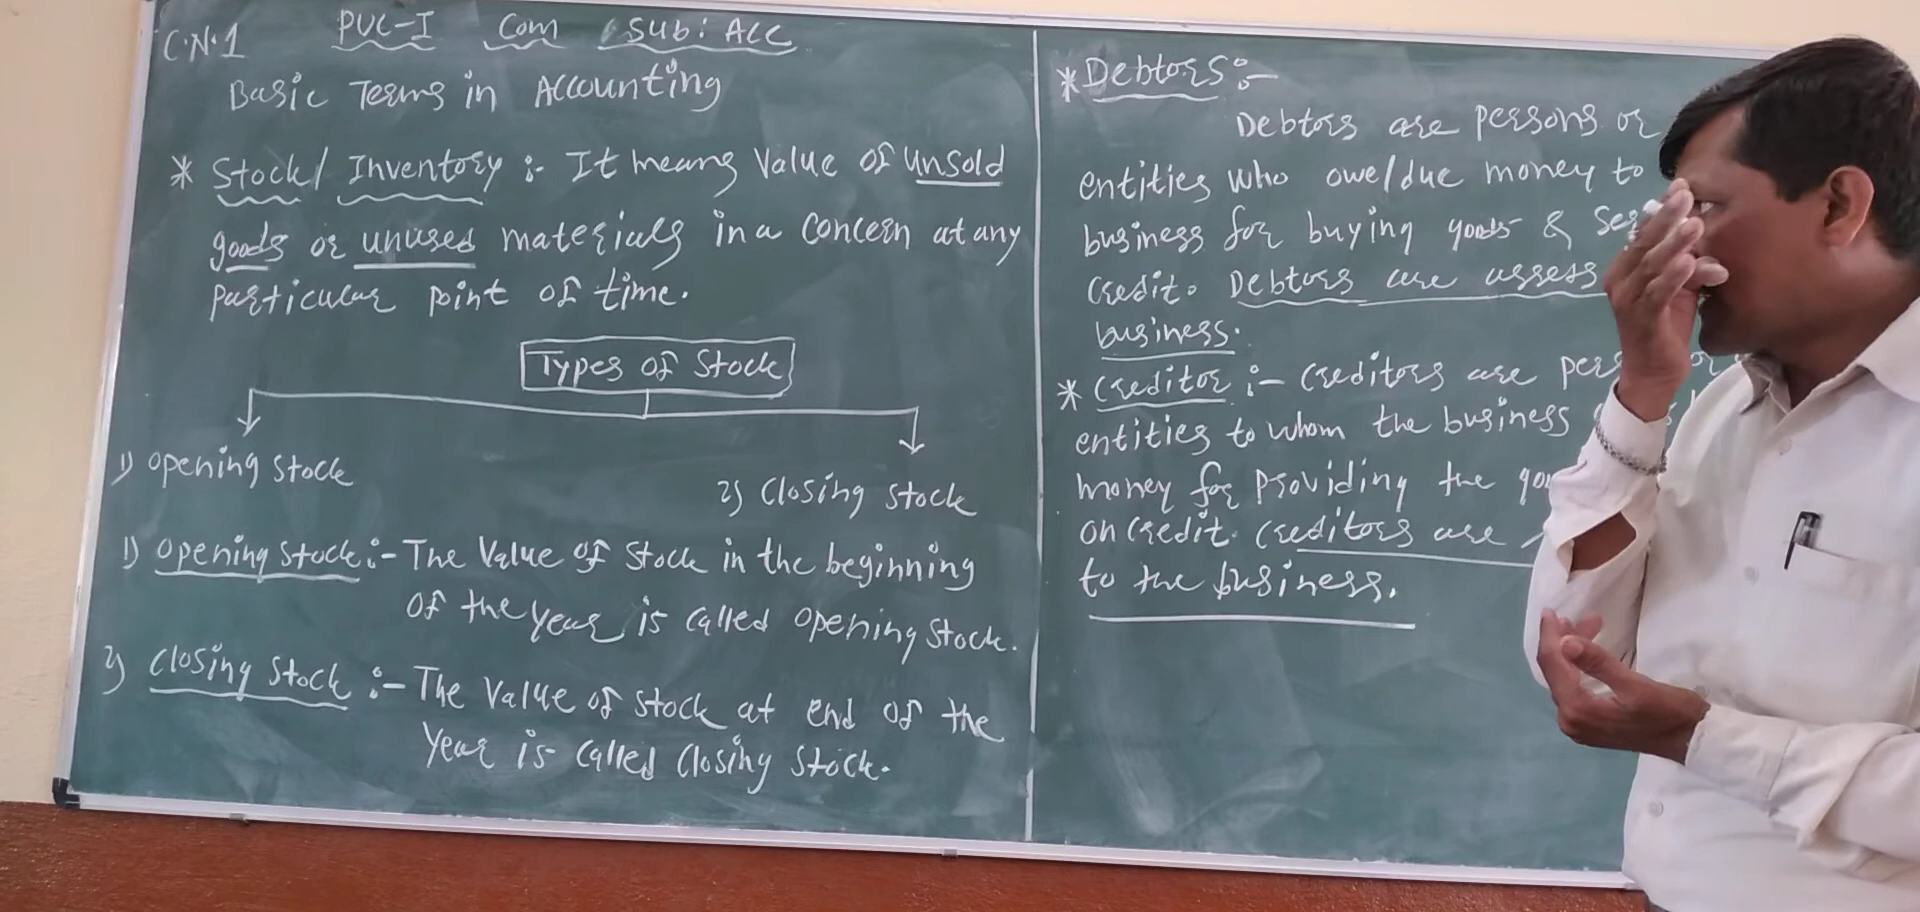 C.N.1 PUC-I Com Sub: Acc
Basic Terms in Accounting
* Stock/ Inventory :- It means Value of unsold
goods or unused materials in a concern at any
particular point of time.
Types of Stock
1) Opening Stock
2) Closing Stock
1) Opening Stock :- The Value of Stock in the beginning
of the year is called opening Stock.
2) Closing Stock :- The Value of Stock at end of the
Year is called Closing Stock.
* Debtors :-
Debtors are persons or
entities who owe/due money to
business for buying goods &
credit. Debtors are assess
business.
* Creditor :- Creditors are
entities to whom the business
money for providing the
on credit. Creditors are
to the business.